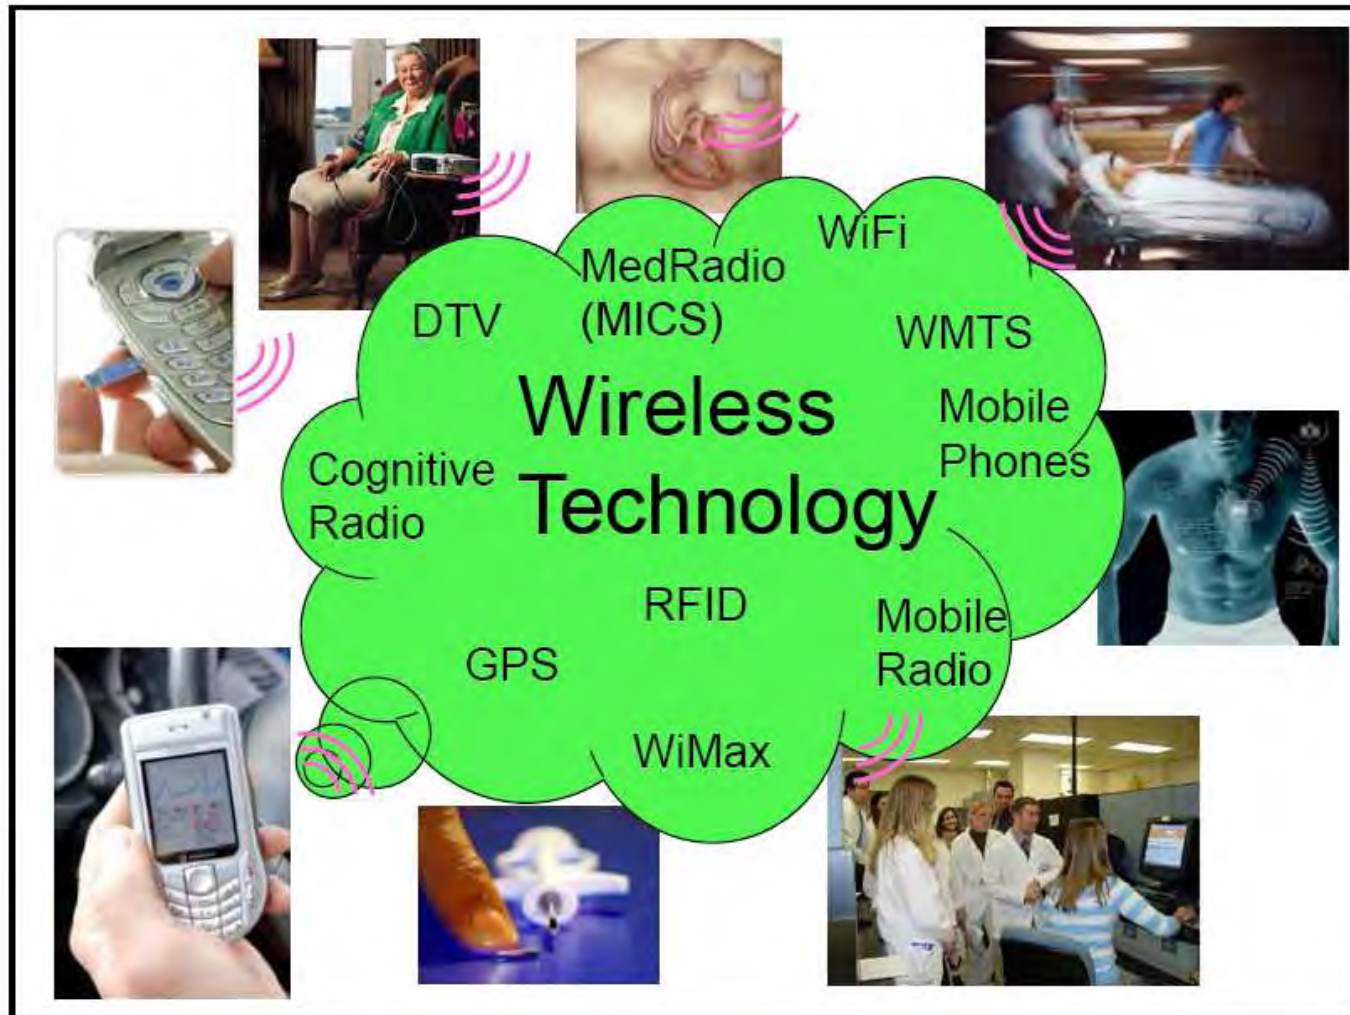 WiFi
MedRadio
(MICS)
DTV
WMTS
Wireless
Technology
Mobile
Phones
Cognitive
Radio
RFID
Mobile
Radio
GPS
WiMax